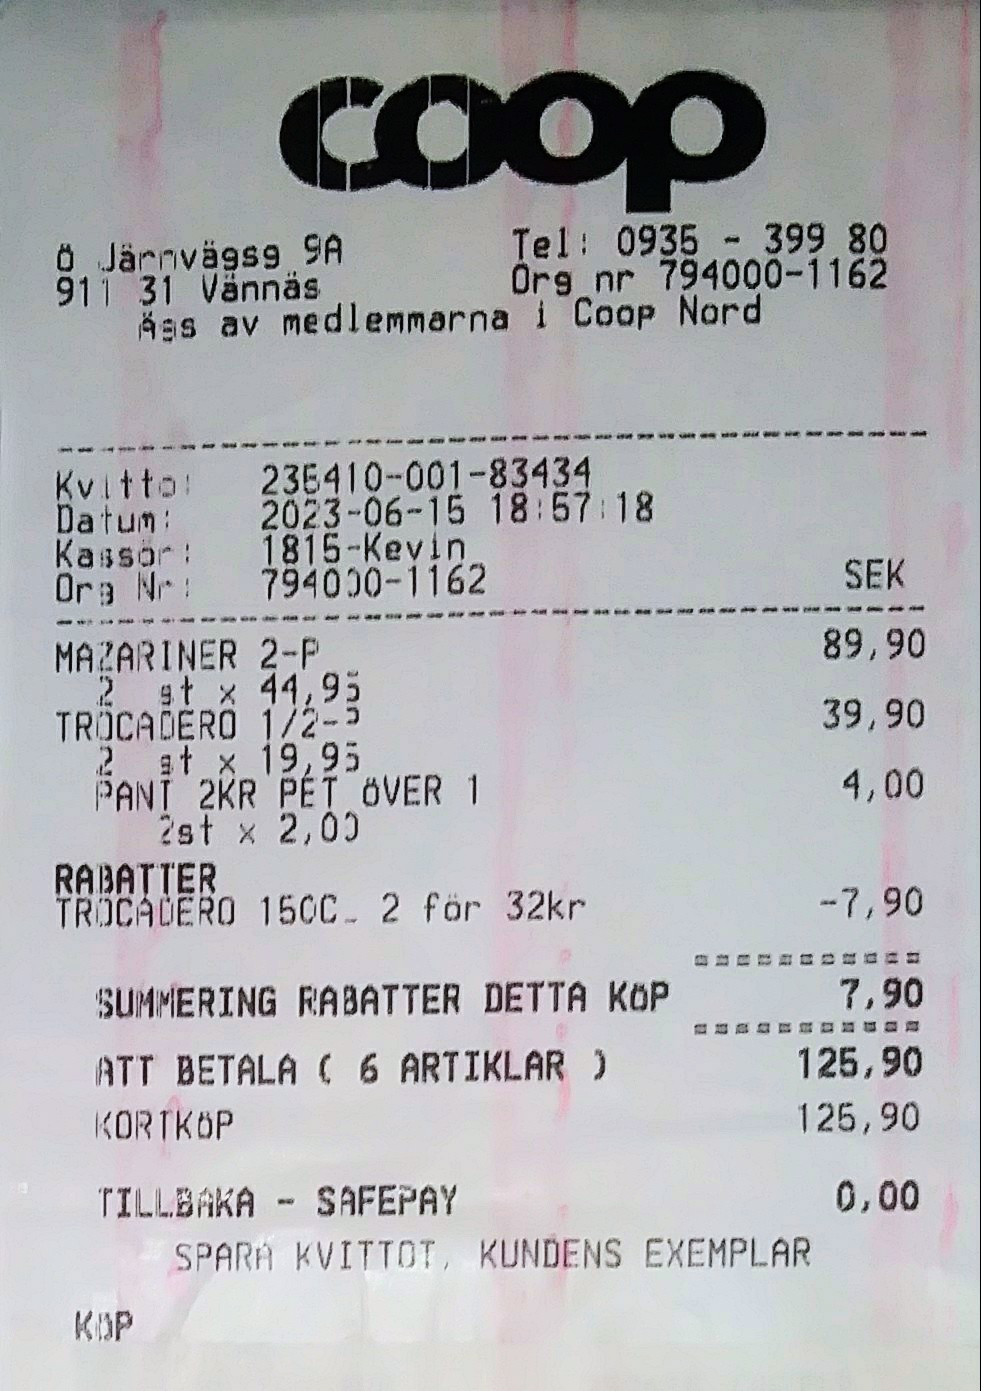 coop
Ö Järnvägsg 9A Tel: 0935 - 399 80
911 31 Vännäs Org nr 794000-1162
Ägs av medlemmarna i Coop Nord
Kvitto: 235410-001-83434
Datum: 2023-06-15 18:57:18
Kassör: 1815-Kevin
Org Nr: 794000-1162 SEK
MAZARINER 2-P 89,90
2 st x 44,95
TROCADERO 1/2-P 39,90
2 st x 19,95
PANT 2KR PET ÖVER 1 4,00
2st x 2,00
RABATTER
TROCADERO 150C. 2 för 32kr -7,90
===========
SUMMERING RABATTER DETTA KÖP 7,90
===========
ATT BETALA ( 6 ARTIKLAR ) 125,90
KORTKÖP 125,90
TILLBAKA - SAFEPAY 0,00
SPARA KVITTOT, KUNDENS EXEMPLAR
KÖP